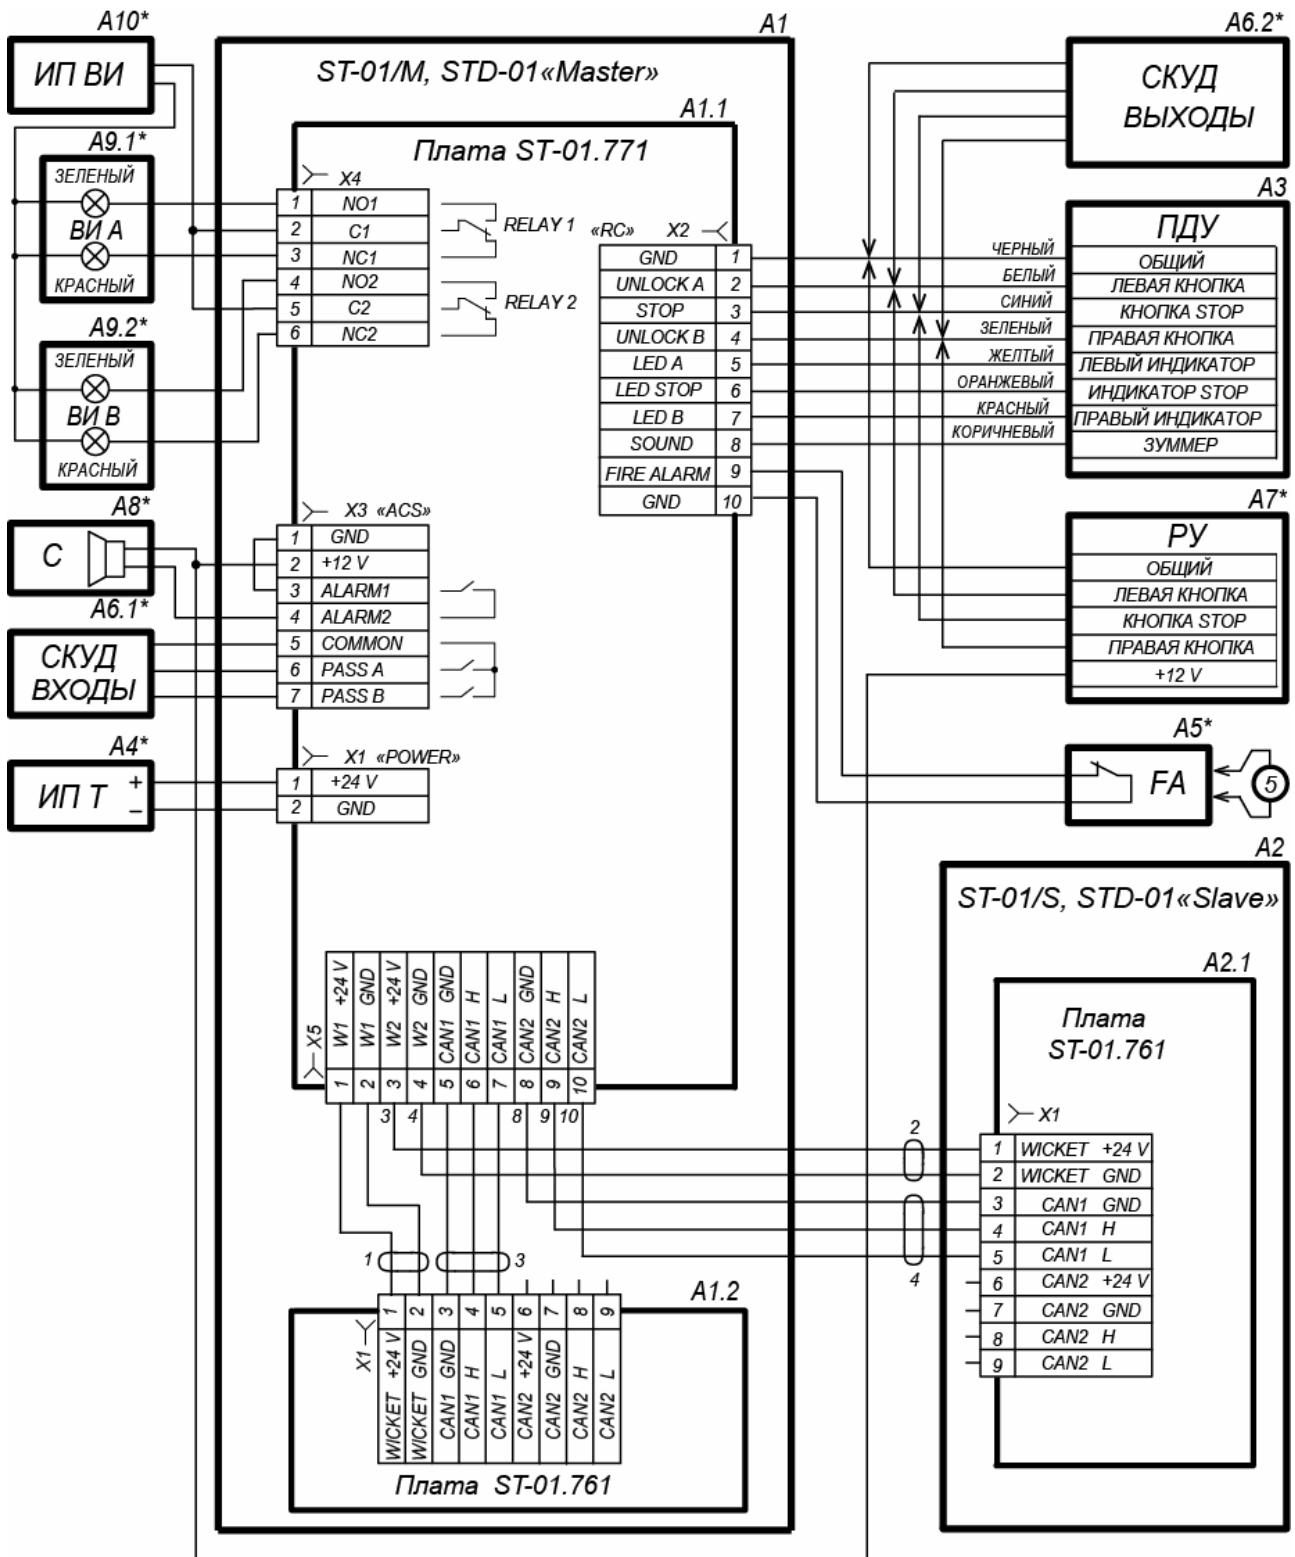 A10*
ИП ВИ
A9.1*
ЗЕЛЕНЫЙ
ВИ А
КРАСНЫЙ
A9.2*
ЗЕЛЕНЫЙ
ВИ В
КРАСНЫЙ
A8*
С
A6.1*
СКУД
ВХОДЫ
A4*
ИП Т
+
–
A1
ST-01/M, STD-01«Master»
A1.1
Плата ST-01.771
X4
1 NO1
2 C1
3 NC1
4 NO2
5 C2
6 NC2
RELAY 1
RELAY 2
X3 «ACS»
1 GND
2 +12 V
3 ALARM1
4 ALARM2
5 COMMON
6 PASS A
7 PASS B
X1 «POWER»
1 +24 V
2 GND
«RC» X2
GND 1
UNLOCK A 2
STOP 3
UNLOCK B 4
LED A 5
LED STOP 6
LED B 7
SOUND 8
FIRE ALARM 9
GND 10
ЧЕРНЫЙ
БЕЛЫЙ
СИНИЙ
ЗЕЛЕНЫЙ
ЖЕЛТЫЙ
ОРАНЖЕВЫЙ
КРАСНЫЙ
КОРИЧНЕВЫЙ
A6.2*
СКУД
ВЫХОДЫ
A3
ПДУ
ОБЩИЙ
ЛЕВАЯ КНОПКА
КНОПКА STOP
ПРАВАЯ КНОПКА
ЛЕВЫЙ ИНДИКАТОР
ИНДИКАТОР STOP
ПРАВЫЙ ИНДИКАТОР
ЗУММЕР
A7*
РУ
ОБЩИЙ
ЛЕВАЯ КНОПКА
КНОПКА STOP
ПРАВАЯ КНОПКА
+12 V
A5*
FA
5
X5
1 W1 +24 V
2 W1 GND
3 W2 +24 V
4 W2 GND
5 CAN1 GND
6 CAN1 H
7 CAN1 L
8 CAN2 GND
9 CAN2 H
10 CAN2 L
3 4 8 9 10
1
3
2
4
A1.2
X1
1 WICKET +24 V
2 WICKET GND
3 CAN1 GND
4 CAN1 H
5 CAN1 L
6 CAN2 +24 V
7 CAN2 GND
8 CAN2 H
9 CAN2 L
Плата ST-01.761
A2
ST-01/S, STD-01«Slave»
A2.1
Плата
ST-01.761
X1
1 WICKET +24 V
2 WICKET GND
3 CAN1 GND
4 CAN1 H
5 CAN1 L
6 CAN2 +24 V
7 CAN2 GND
8 CAN2 H
9 CAN2 L